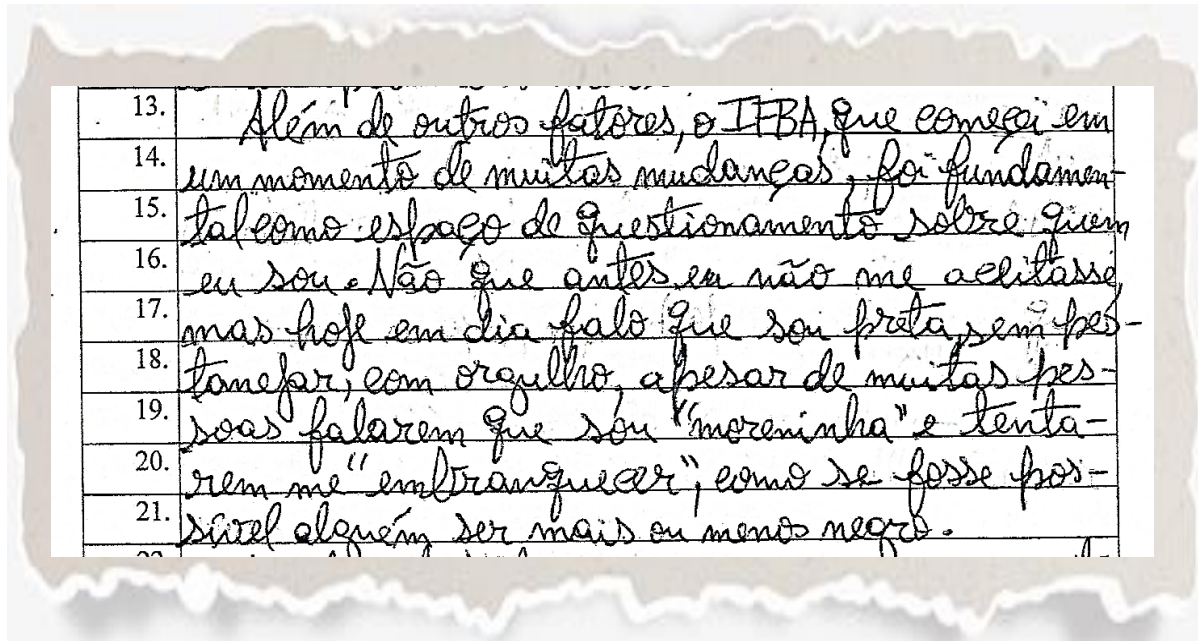 13. Além de outros fatores, o IFBA, que começei em
14. um momento de muitas mudanças, foi fundamen-
15. tal como espaço de questionamento sobre quem
16. eu sou. Não que antes eu não me aceitasse,
17. mas hoje em dia falo que sou preta, sem pes-
18. tanejar, com orgulho, apesar de muitas pes-
19. soas falarem que sou "moreninha" e tenta-
20. rem me "embranquecer", como se fosse pos-
21. sível alguém ser mais ou menos negro.